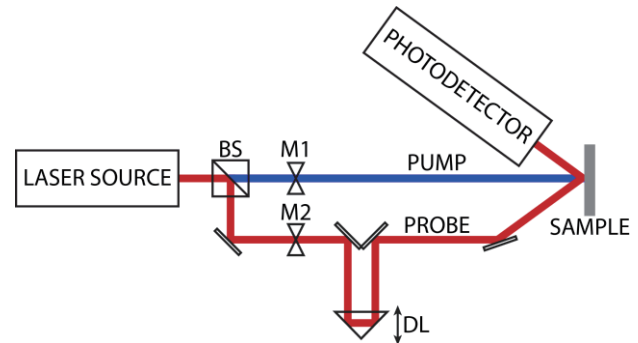 PHOTODETECTOR
BS
M1
LASER SOURCE
PUMP
M2
PROBE
SAMPLE
DL